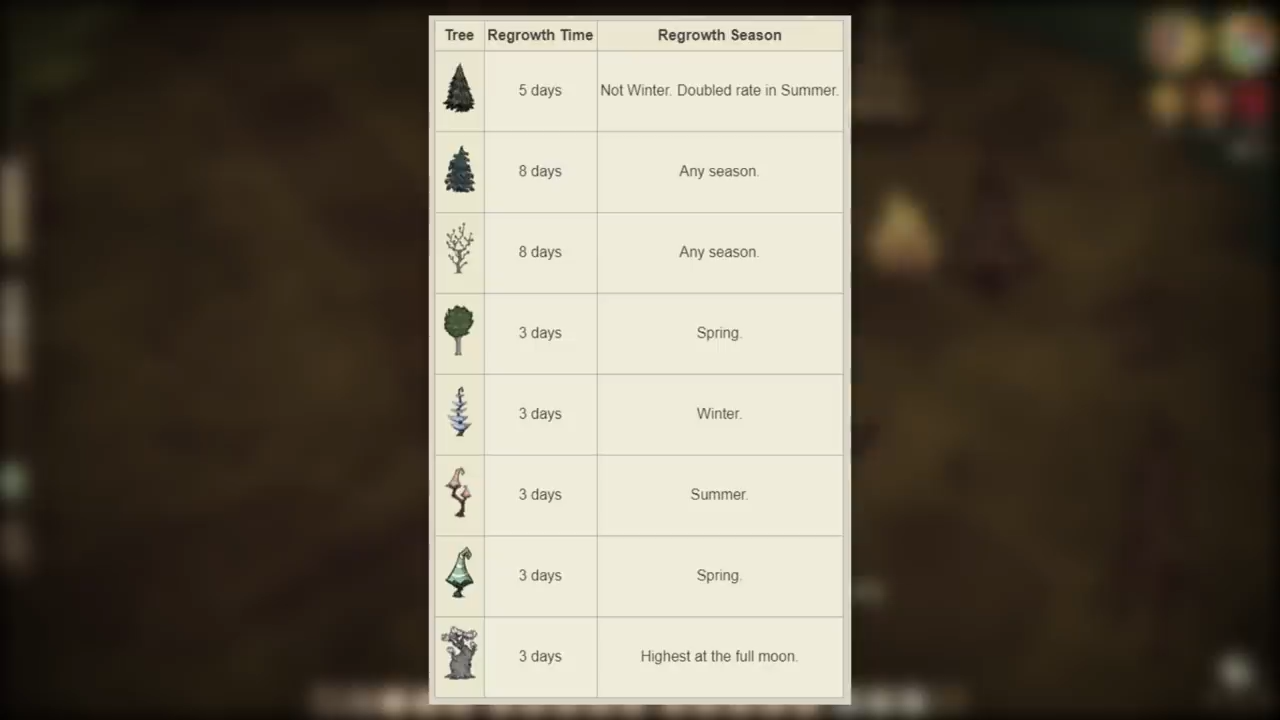 Tree Regrowth Time Regrowth Season
5 days Not Winter. Doubled rate in Summer.
8 days Any season.
8 days Any season.
3 days Spring.
3 days Winter.
3 days Summer.
3 days Spring.
3 days Highest at the full moon.